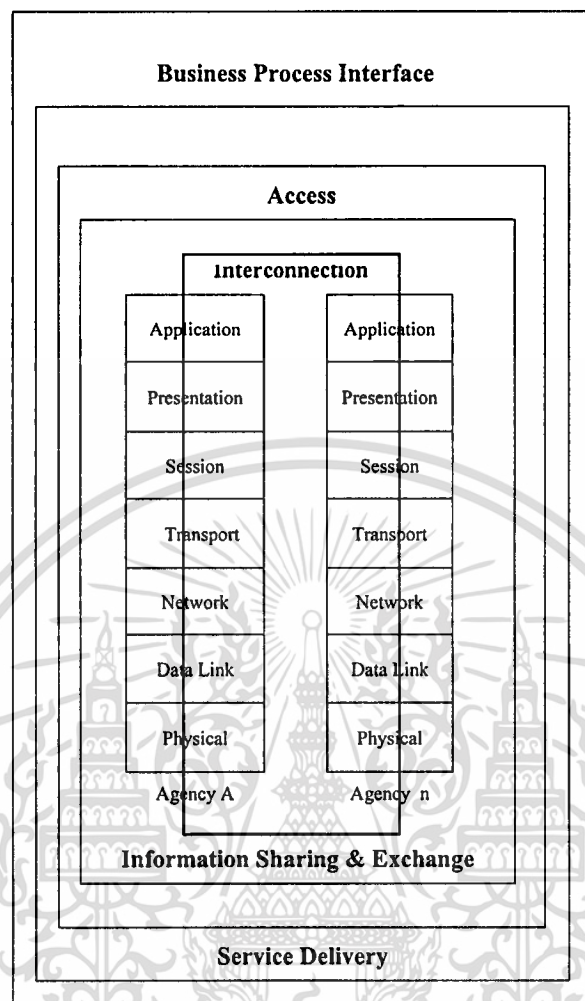 Business Process Interface
Access
Interconnection
Application Application
Presentation Presentation
Session Session
Transport Transport
Network Network
Data Link Data Link
Physical Physical
Agency A Agency n
Information Sharing & Exchange
Service Delivery